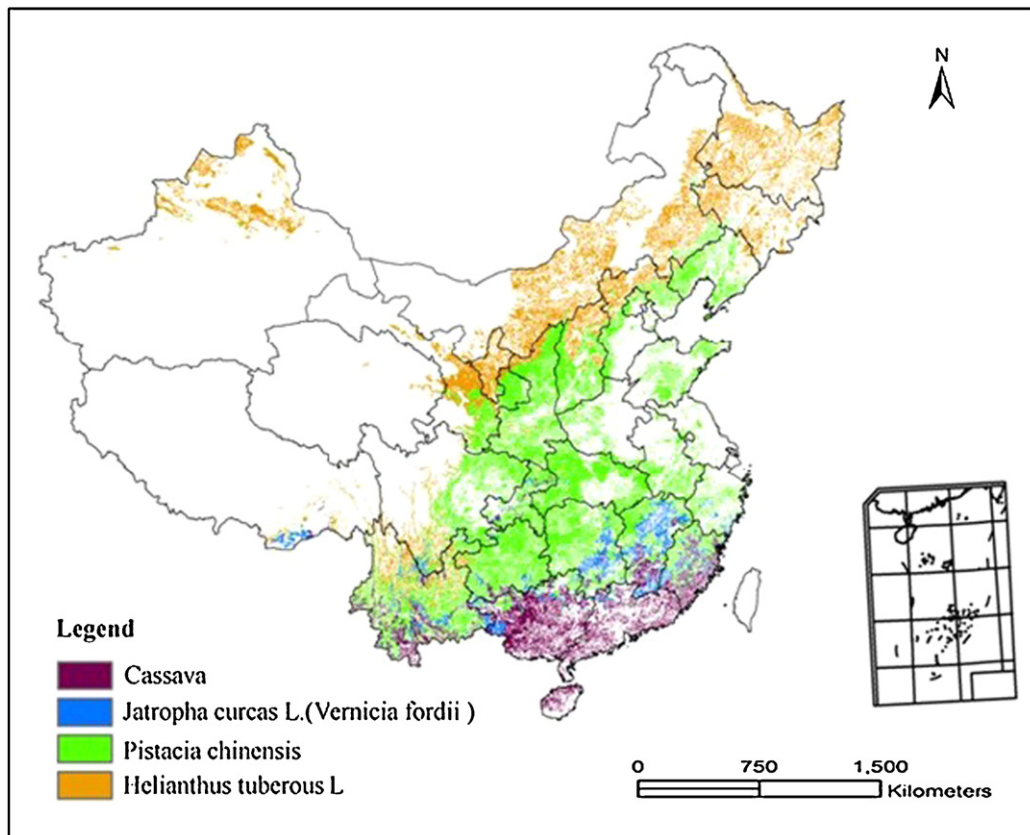 N
Legend
Cassava
Jatropha curcas L.(Vernicia fordii )
Pistacia chinensis
Helianthus tuberous L
0 750 1,500
Kilometers